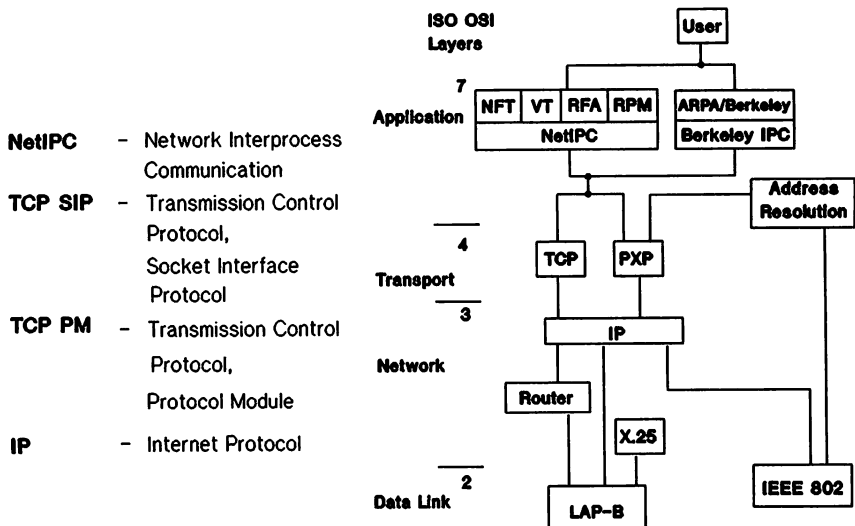 NetIPC – Network Interprocess
Communication
TCP SIP – Transmission Control
Protocol,
Socket Interface
Protocol
TCP PM – Transmission Control
Protocol,
Protocol Module
IP – Internet Protocol
ISO OSI
Layers
User
7
Application
NFT VT RFA RPM
NetIPC
ARPA/Berkeley
Berkeley IPC
Address
Resolution
4
Transport
TCP
PXP
3
IP
Network
Router
X.25
2
Data Link
LAP-B
IEEE 802